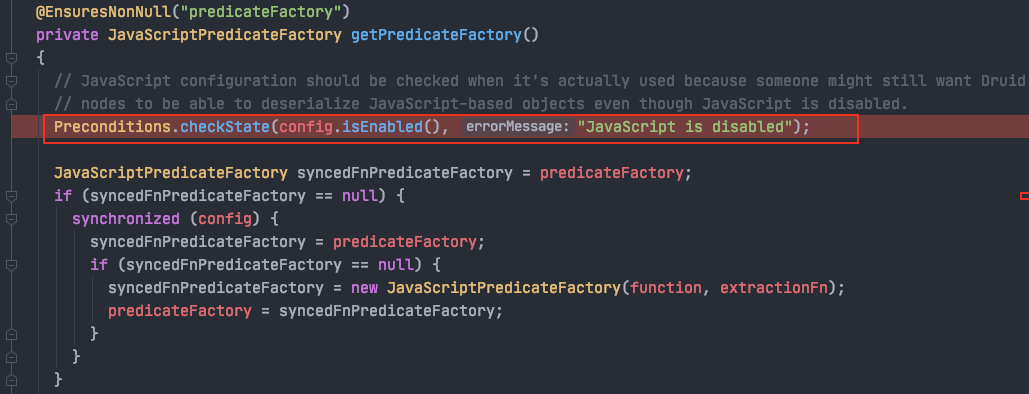 @EnsuresNonNull("predicateFactory")
private JavaScriptPredicateFactory getPredicateFactory()
{
  // JavaScript configuration should be checked when it's actually used because someone might still want Druid
  // nodes to be able to deserialize JavaScript-based objects even though JavaScript is disabled.
  Preconditions.checkState(config.isEnabled(), errorMessage: "JavaScript is disabled");
  JavaScriptPredicateFactory syncedFnPredicateFactory = predicateFactory;
  if (syncedFnPredicateFactory == null) {
    synchronized (config) {
      syncedFnPredicateFactory = predicateFactory;
      if (syncedFnPredicateFactory == null) {
        syncedFnPredicateFactory = new JavaScriptPredicateFactory(function, extractionFn);
        predicateFactory = syncedFnPredicateFactory;
      }
    }
  }